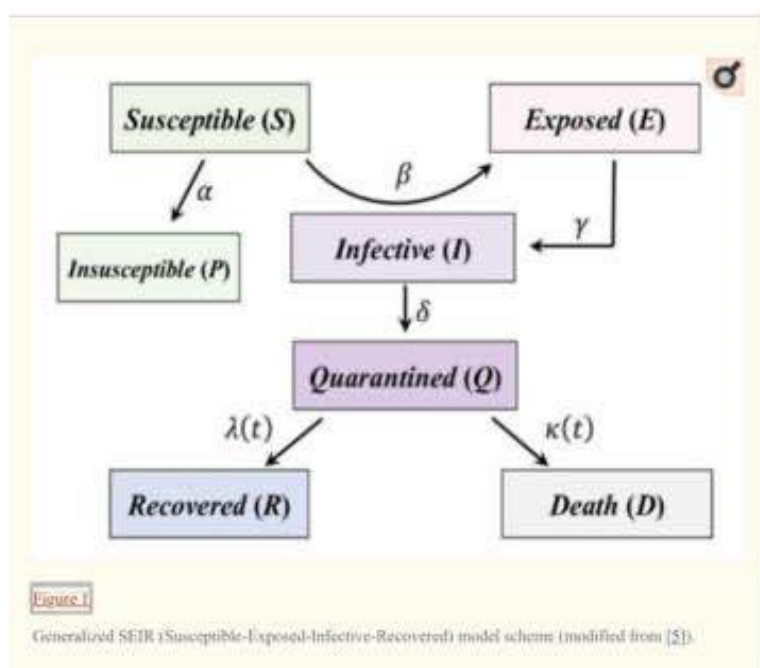 Susceptible (S)
Exposed (E)
α
β
Insusceptible (P)
Infective (I)
γ
δ
Quarantined (Q)
λ(t)
κ(t)
Recovered (R)
Death (D)
Figure 1
Generalized SEIR (Susceptible-Exposed-Infective-Recovered) model scheme (modified from [5]).